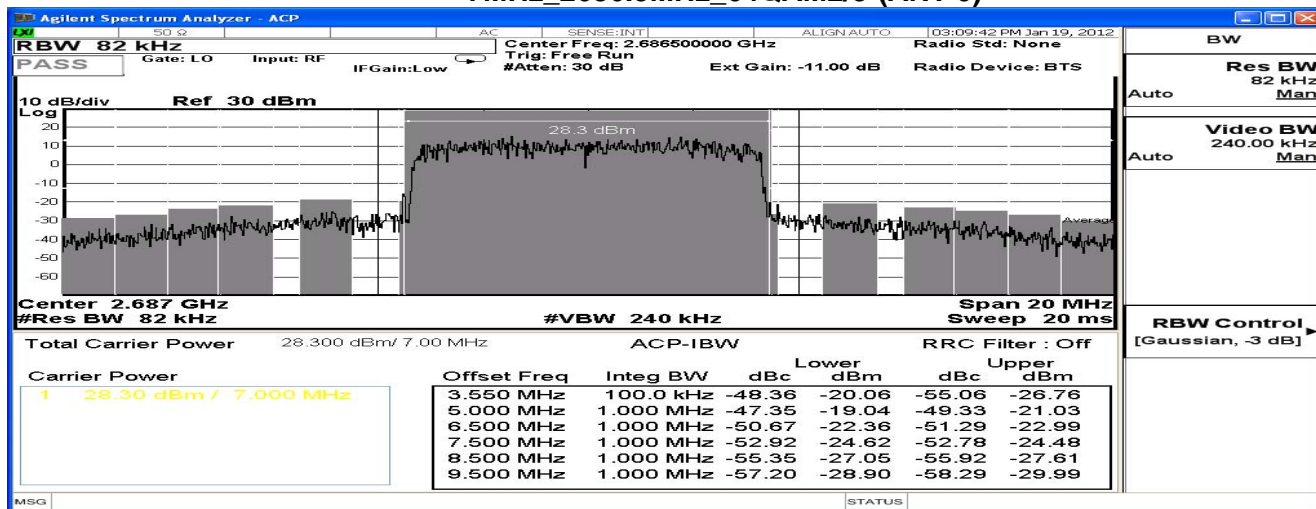 Agilent Spectrum Analyzer - ACP
LXI 50 Ω AC SENSE:INT ALIGN AUTO 03:09:42 PM Jan 19, 2012
RBW 82 kHz Center Freq: 2.686500000 GHz Radio Std: None
PASS Gate: LO Input: RF IFGain:Low Trig: Free Run
#Atten: 30 dB Ext Gain: -11.00 dB Radio Device: BTS
BW
Res BW
82 kHz
Auto Man
Video BW
240.00 kHz
Auto Man
RBW Control
[Gaussian, -3 dB]
10 dB/div Ref 30 dBm
Log
28.3 dBm
20
10
0
-10
-20
-30
Average
-40
-50
-60
Center 2.687 GHz Span 20 MHz
#Res BW 82 kHz #VBW 240 kHz Sweep 20 ms
Total Carrier Power 28.300 dBm/ 7.00 MHz ACP-IBW RRC Filter : Off
Lower Upper
Carrier Power Offset Freq Integ BW dBc dBm dBc dBm
1 28.30 dBm / 7.000 MHz
3.550 MHz 100.0 kHz -48.36 -20.06 -55.06 -26.76
5.000 MHz 1.000 MHz -47.35 -19.04 -49.33 -21.03
6.500 MHz 1.000 MHz -50.67 -22.36 -51.29 -22.99
7.500 MHz 1.000 MHz -52.92 -24.62 -52.78 -24.48
8.500 MHz 1.000 MHz -55.35 -27.05 -55.92 -27.61
9.500 MHz 1.000 MHz -57.20 -28.90 -58.29 -29.99
MSG STATUS